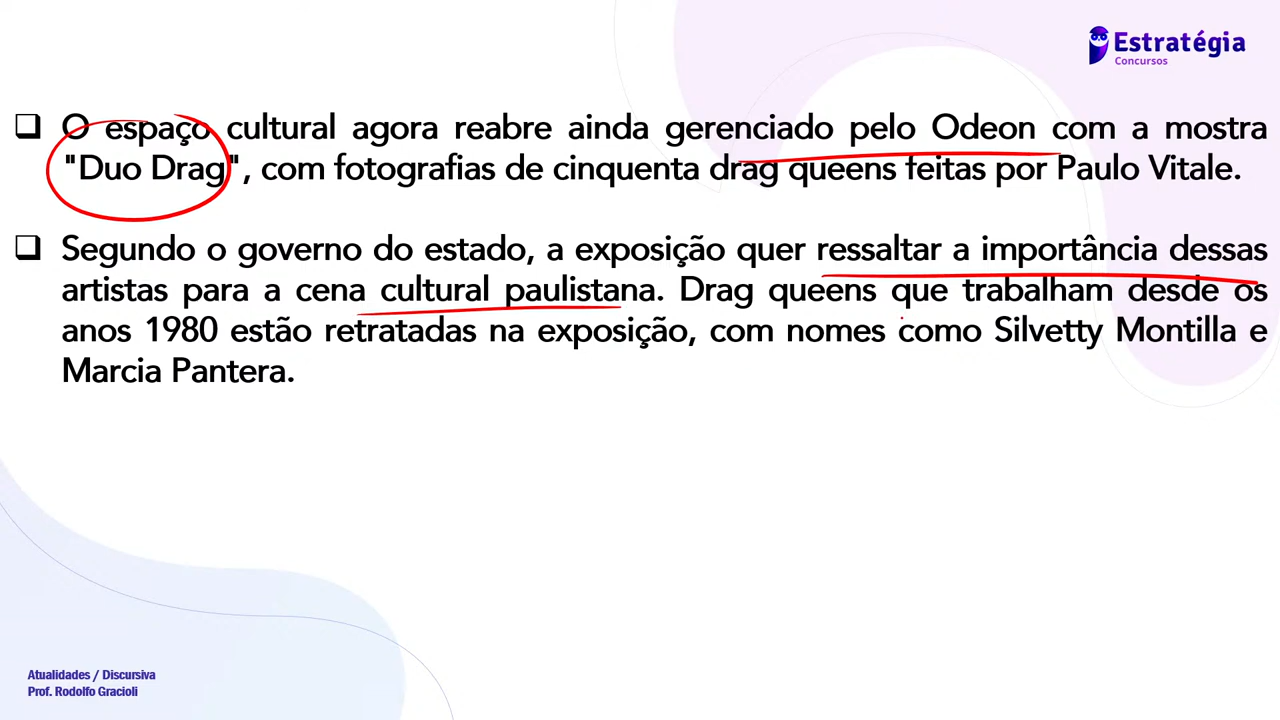 Estratégia
Concursos
O espaço cultural agora reabre ainda gerenciado pelo Odeon com a mostra
"Duo Drag", com fotografias de cinquenta drag queens feitas por Paulo Vitale.
Segundo o governo do estado, a exposição quer ressaltar a importância dessas
artistas para a cena cultural paulistana. Drag queens que trabalham desde os
anos 1980 estão retratadas na exposição, com nomes como Silvetty Montilla e
Marcia Pantera.
Atualidades / Discursiva
Prof. Rodolfo Gracioli